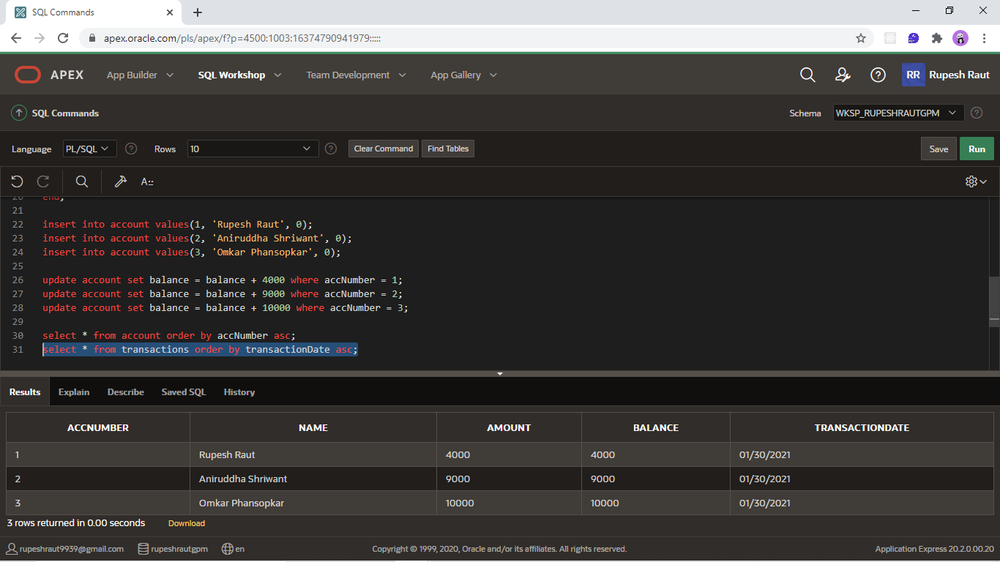 SQL Commands
apex.oracle.com/pls/apex/f?p=4500:1003:16374790941979:::::
APEX App Builder SQL Workshop Team Development App Gallery RR Rupesh Raut
SQL Commands Schema WKSP_RUPESHRAUTGPM
Language PL/SQL Rows 10 Clear Command Find Tables Save Run
A::
20 end;
21
22 insert into account values(1, 'Rupesh Raut', 0);
23 insert into account values(2, 'Aniruddha Shriwant', 0);
24 insert into account values(3, 'Omkar Phansopkar', 0);
25
26 update account set balance = balance + 4000 where accNumber = 1;
27 update account set balance = balance + 9000 where accNumber = 2;
28 update account set balance = balance + 10000 where accNumber = 3;
29
30 select * from account order by accNumber asc;
31 select * from transactions order by transactionDate asc;
Results Explain Describe Saved SQL History
ACCNUMBER NAME AMOUNT BALANCE TRANSACTIONDATE
1 Rupesh Raut 4000 4000 01/30/2021
2 Aniruddha Shriwant 9000 9000 01/30/2021
3 Omkar Phansopkar 10000 10000 01/30/2021
3 rows returned in 0.00 seconds Download
rupeshraut9939@gmail.com rupeshrautgpm en Copyright © 1999, 2020, Oracle and/or its affiliates. All rights reserved. Application Express 20.2.0.00.20